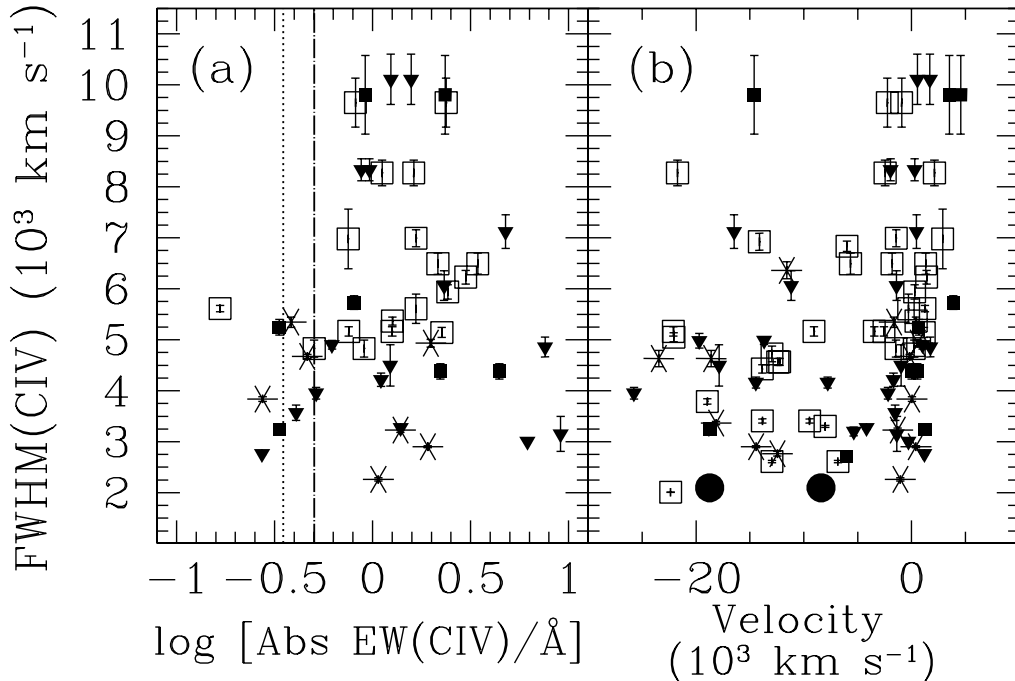 FWHM(CIV) (10³ km s⁻¹)
11
10
9
8
7
6
5
4
3
2
(a)
(b)
−1 −0.5 0 0.5 1
−20 0
log [Abs EW(CIV)/Å]
Velocity
(10³ km s⁻¹)